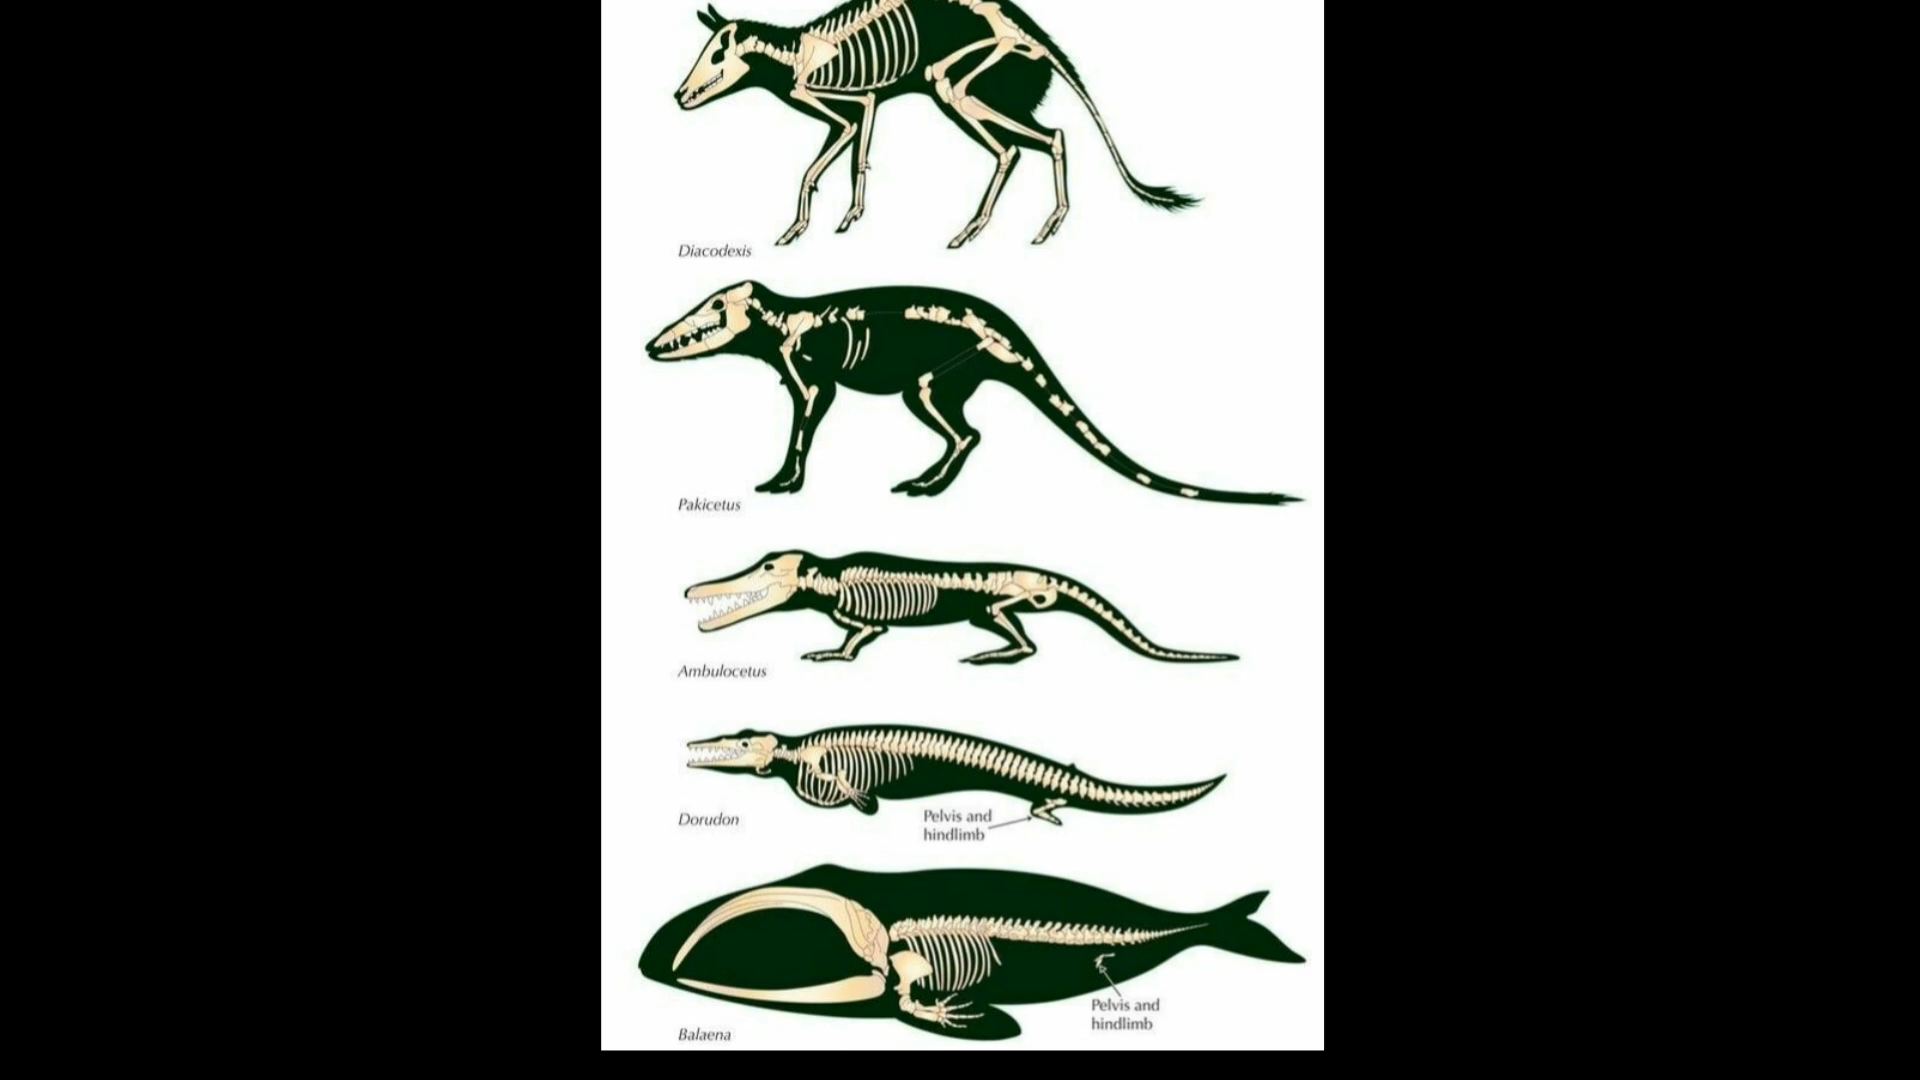 Diacodexis
Pakicetus
Ambulocetus
Dorudon
Pelvis and
hindlimb
Pelvis and
hindlimb
Balaena